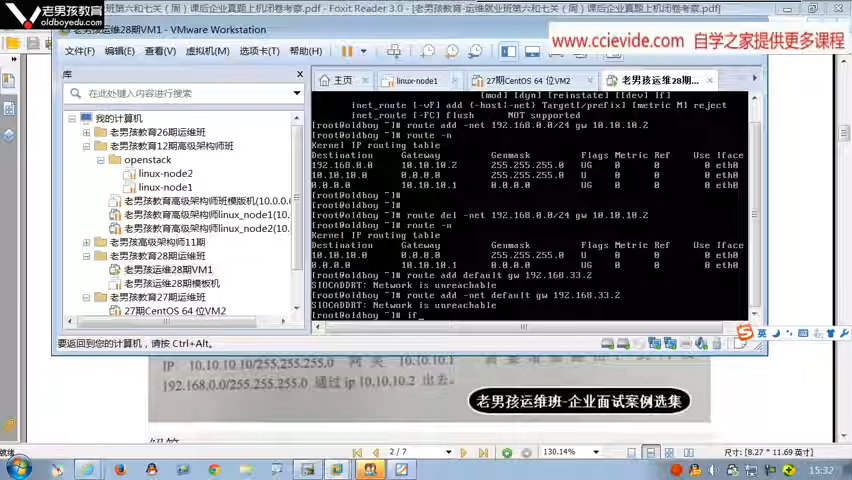 老男孩教育-运维就业班第六和七关（周）课后企业真题上机闭卷考豪.pdf - Foxit Reader 3.0 - [老男孩教育-运维就业班第六和七关（周）课后企业真题上机闭卷考豪.pdf]
老男孩教育
oldboyedu.com
老男孩运维28期VM1 - VMware Workstation
www.ccievide.com 自学之家提供更多课程
文件(F) 编辑(E) 查看(V) 虚拟机(M) 选项卡(T) 帮助(H)
库
在此处键入内容进行搜索
主页 linux-node1 27期CentOS 64 位VM2 老男孩运维28期...
我的计算机
老男孩教育26期运维班
老男孩教育12期高级架构师班
openstack
linux-node2
linux-node1
老男孩教育高级架构师班模版机(10.0.0
老男孩教育高级架构师linux_node1(10
老男孩教育高级架构师linux_node2(10
老男孩高级架构师11期
老男孩教育28期运维班
老男孩运维28期VM1
老男孩运维28期模板机
老男孩教育27期运维班
27期CentOS 64 位VM2
[mod] [dyn] [reinstate] [[dev] If]
inet_route [-vF] add {-host|-net} Target[/prefix] [metric M] reject
inet_route [-FC] flush NOT supported
[root@oldboy ~]# route add -net 192.168.0.0/24 gw 10.10.10.2
[root@oldboy ~]# route -n
Kernel IP routing table
Destination Gateway Genmask Flags Metric Ref Use Iface
192.168.0.0 10.10.10.2 255.255.255.0 UG 0 0 0 eth0
10.10.10.0 0.0.0.0 255.255.255.0 U 0 0 0 eth0
0.0.0.0 10.10.10.1 0.0.0.0 UG 0 0 0 eth0
[root@oldboy ~]#
[root@oldboy ~]#
[root@oldboy ~]# route del -net 192.168.0.0/24 gw 10.10.10.2
[root@oldboy ~]# route -n
Kernel IP routing table
Destination Gateway Genmask Flags Metric Ref Use Iface
10.10.10.0 0.0.0.0 255.255.255.0 U 0 0 0 eth0
0.0.0.0 10.10.10.1 0.0.0.0 UG 0 0 0 eth0
[root@oldboy ~]# route add default gw 192.168.33.2
SIOCADDRT: Network is unreachable
[root@oldboy ~]# route add -net default gw 192.168.33.2
SIOCADDRT: Network is unreachable
[root@oldboy ~]# if_
英
要返回到您的计算机，请按 Ctrl+Alt。
IP 10.10.10.10/255.255.255.0 网关 10.10.10.1
192.168.0.0/255.255.255.0 通过 ip 10.10.10.2 出去。
老男孩运维班-企业面试案例选集
就绪 2 / 7 130.14% 尺寸: [8.27 * 11.69 英寸]
15:32